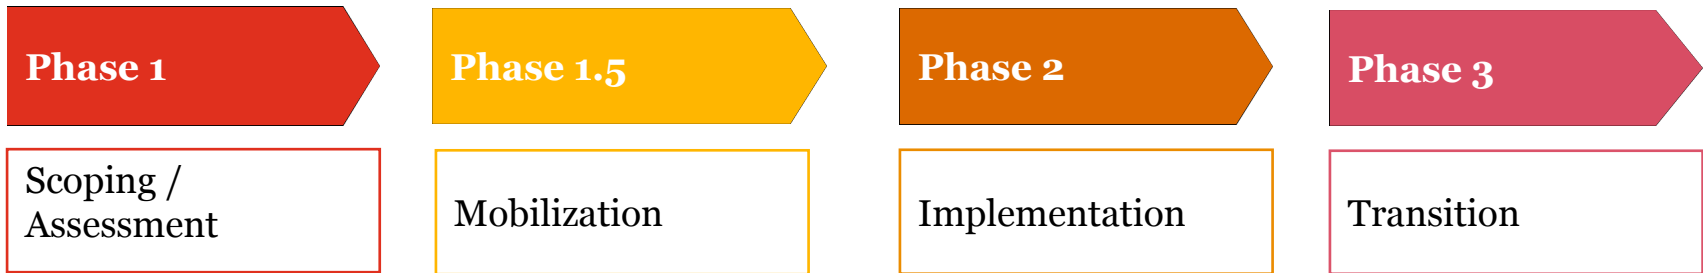 Phase 1
Phase 1.5
Phase 2
Phase 3
Scoping /
Assessment
Mobilization
Implementation
Transition